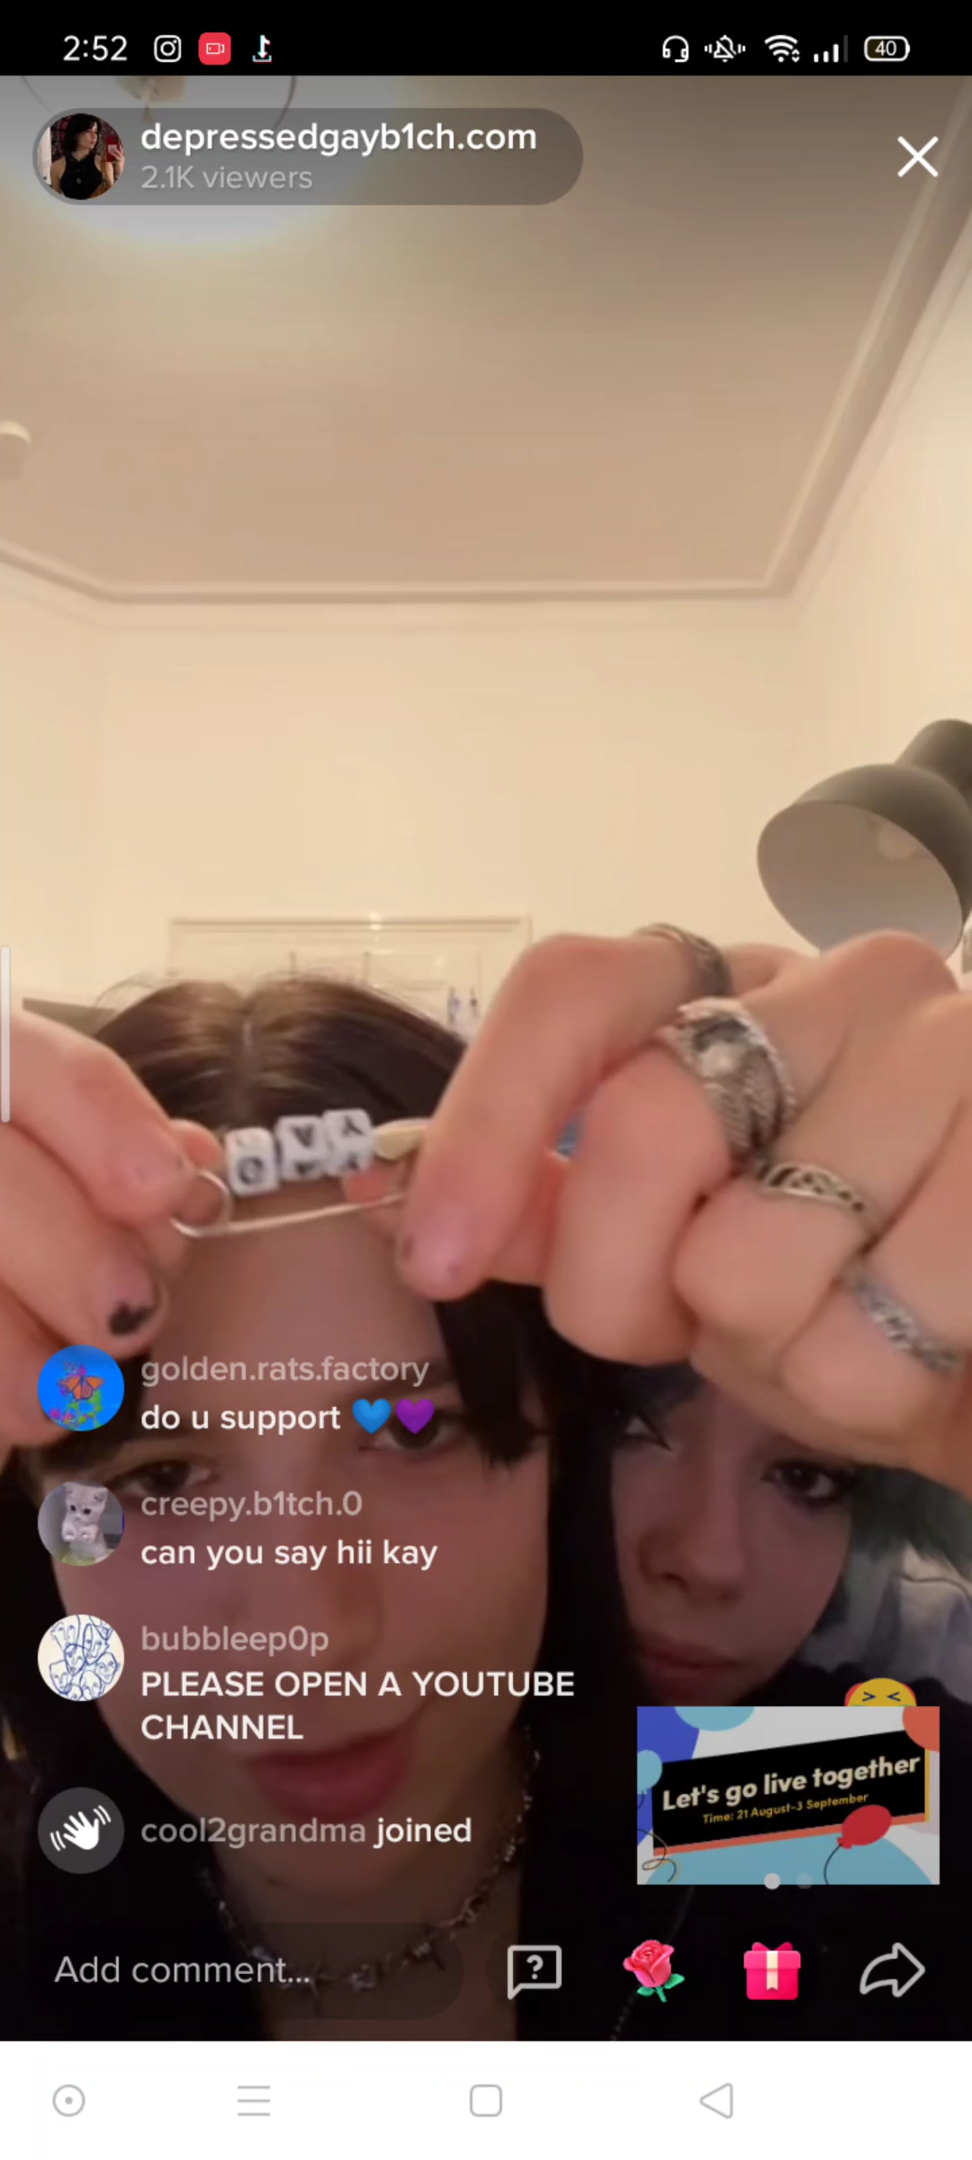 2:52
40
depressedgayb1ch.com
2.1K viewers
golden.rats.factory
do u support 💙💜
creepy.b1tch.0
can you say hii kay
bubbleep0p
PLEASE OPEN A YOUTUBE
CHANNEL
Let's go live together
Time: 21 August-3 September
cool2grandma joined
Add comment...